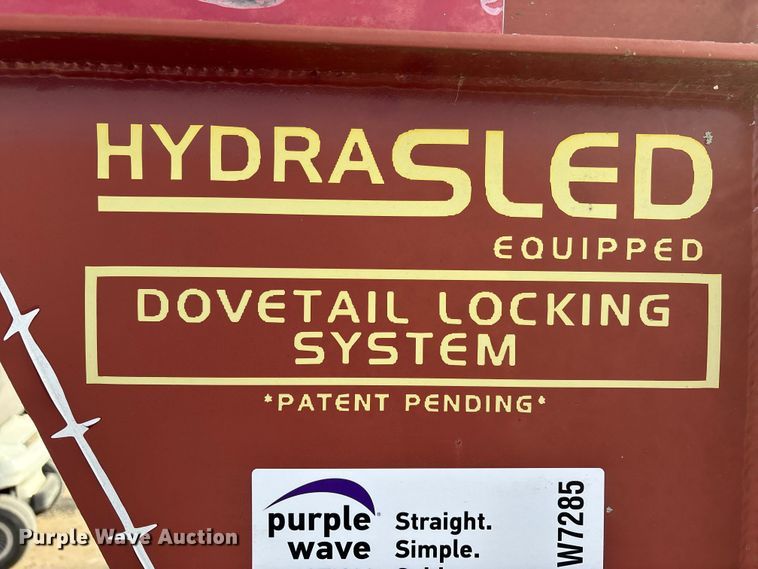 HYDRASLED
EQUIPPED
DOVETAIL LOCKING
SYSTEM
*PATENT PENDING*
purple
wave
Straight.
Simple.
W7285
Purple Wave Auction